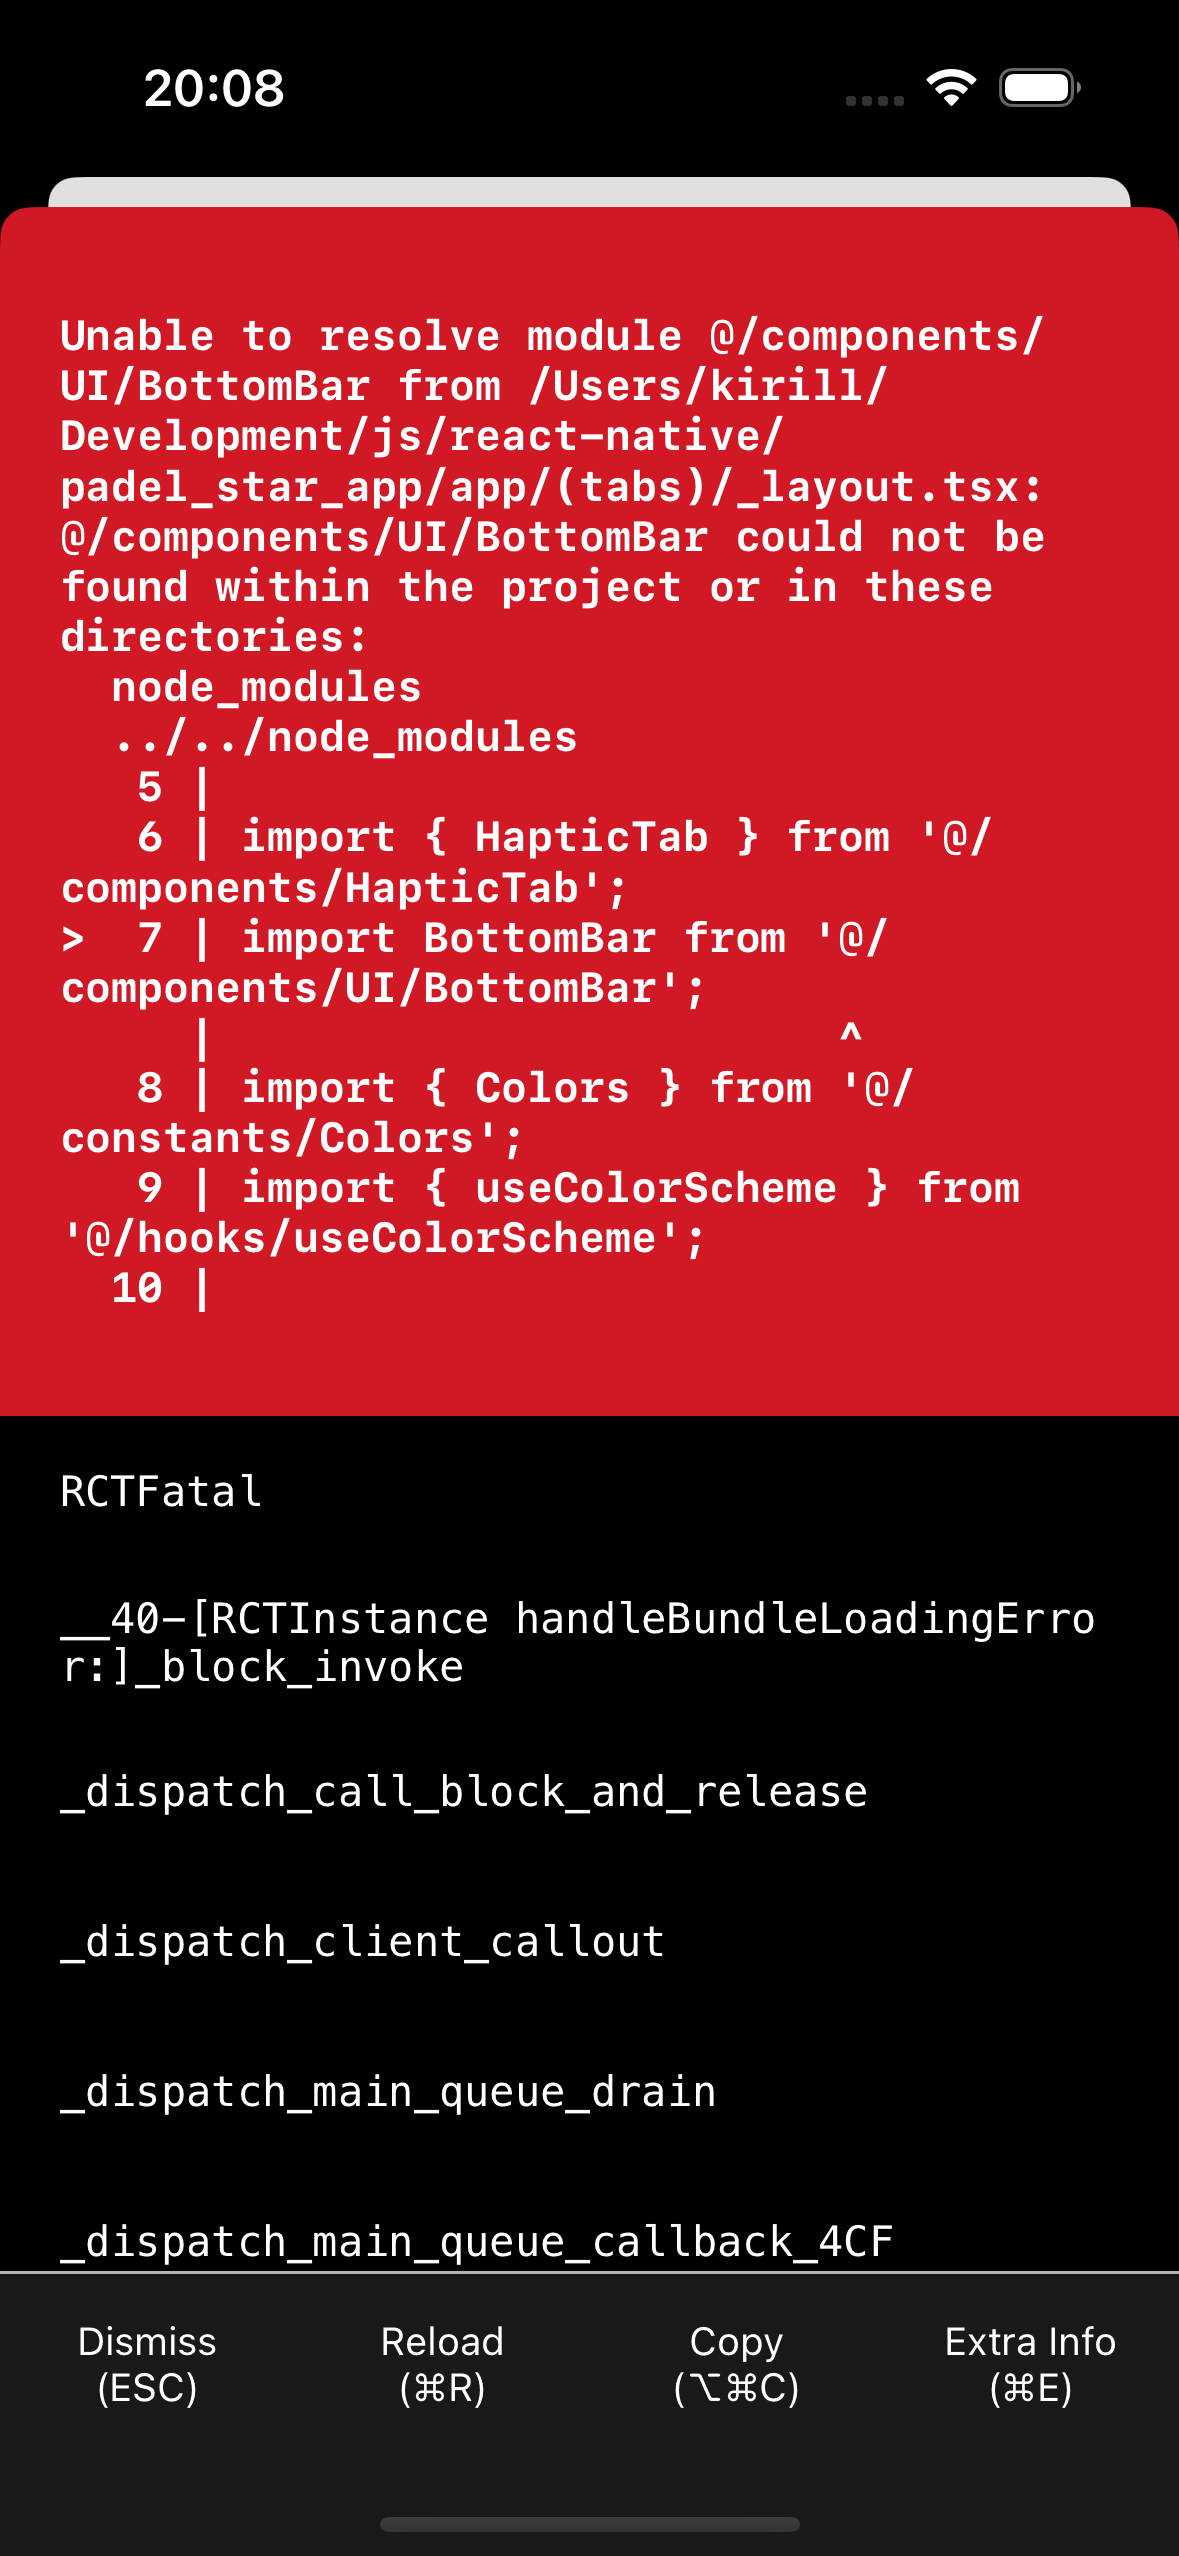 20:08
Unable to resolve module @/components/
UI/BottomBar from /Users/kirill/
Development/js/react-native/
padel_star_app/app/(tabs)/_layout.tsx:
@/components/UI/BottomBar could not be
found within the project or in these
directories:
  node_modules
  ../../node_modules
   5 |
   6 | import { HapticTab } from '@/
components/HapticTab';
>  7 | import BottomBar from '@/
components/UI/BottomBar';
     |                         ^
   8 | import { Colors } from '@/
constants/Colors';
   9 | import { useColorScheme } from
'@/hooks/useColorScheme';
  10 |
RCTFatal
__40-[RCTInstance handleBundleLoadingErro
r:]_block_invoke
_dispatch_call_block_and_release
_dispatch_client_callout
_dispatch_main_queue_drain
_dispatch_main_queue_callback_4CF
Dismiss Reload Copy Extra Info
(ESC) (⌘R) (⌥⌘C) (⌘E)